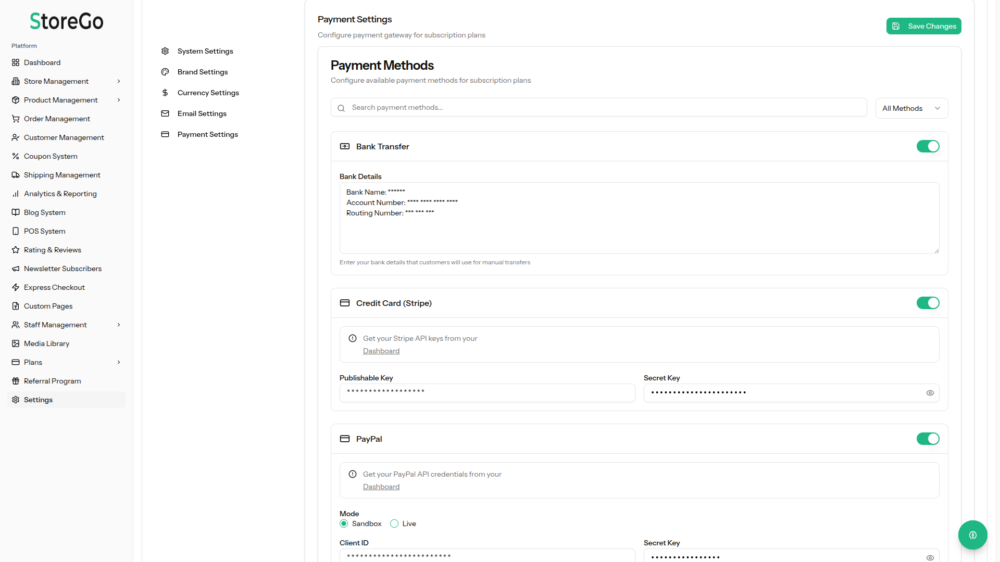 StoreGo
Platform
Dashboard
Store Management
Product Management
Order Management
Customer Management
Coupon System
Shipping Management
Analytics & Reporting
Blog System
POS System
Rating & Reviews
Newsletter Subscribers
Express Checkout
Custom Pages
Staff Management
Media Library
Plans
Referral Program
Settings
System Settings
Brand Settings
Currency Settings
Email Settings
Payment Settings
Payment Settings
Configure payment gateway for subscription plans
Save Changes
Payment Methods
Configure available payment methods for subscription plans
Search payment methods...
All Methods
Bank Transfer
Bank Details
Bank Name: ******
Account Number: **** **** **** ****
Routing Number: *** *** ***
Enter your bank details that customers will use for manual transfers
Credit Card (Stripe)
Get your Stripe API keys from your
Dashboard
Publishable Key
******************
Secret Key
••••••••••••••••••••••
PayPal
Get your PayPal API credentials from your
Dashboard
Mode
Sandbox
Live
Client ID
************************
Secret Key
••••••••••••••••